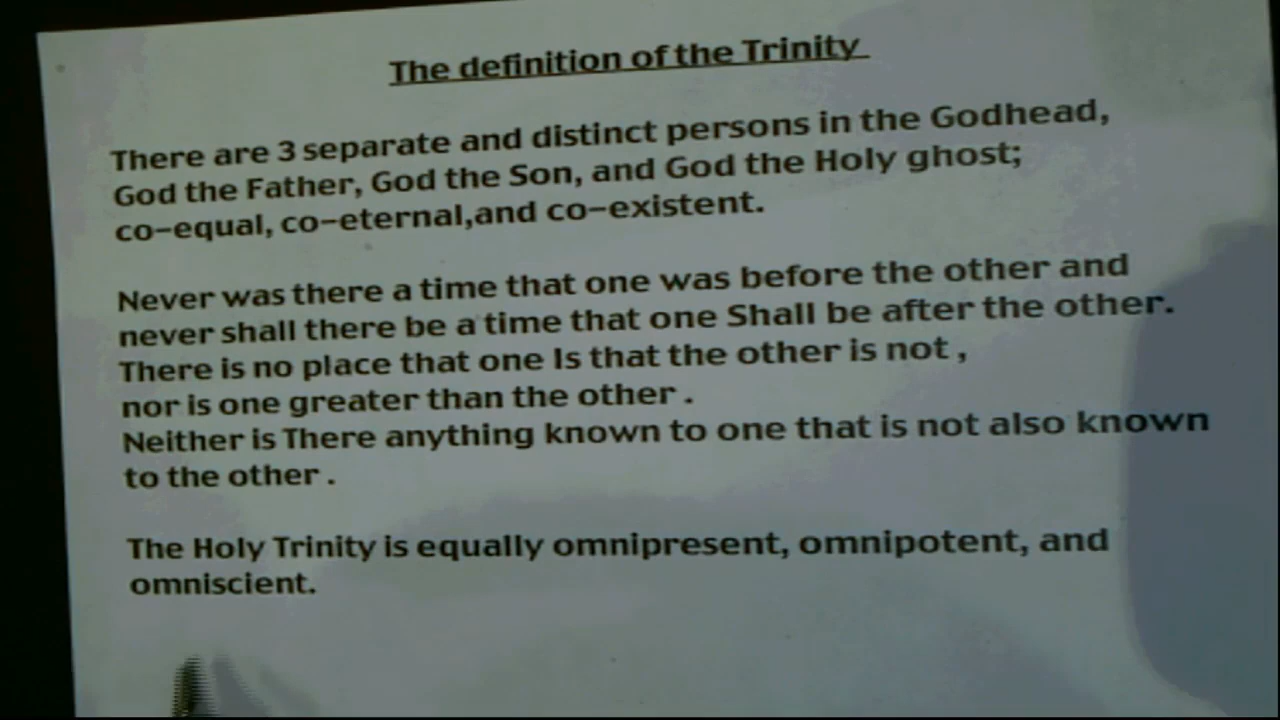 The definition of the Trinity
There are 3 separate and distinct persons in the Godhead,
God the Father, God the Son, and God the Holy ghost;
co-equal, co-eternal,and co-existent.
Never was there a time that one was before the other and
never shall there be a time that one Shall be after the other.
There is no place that one Is that the other is not ,
nor is one greater than the other .
Neither is There anything known to one that is not also known
to the other .
The Holy Trinity is equally omnipresent, omnipotent, and
omniscient.